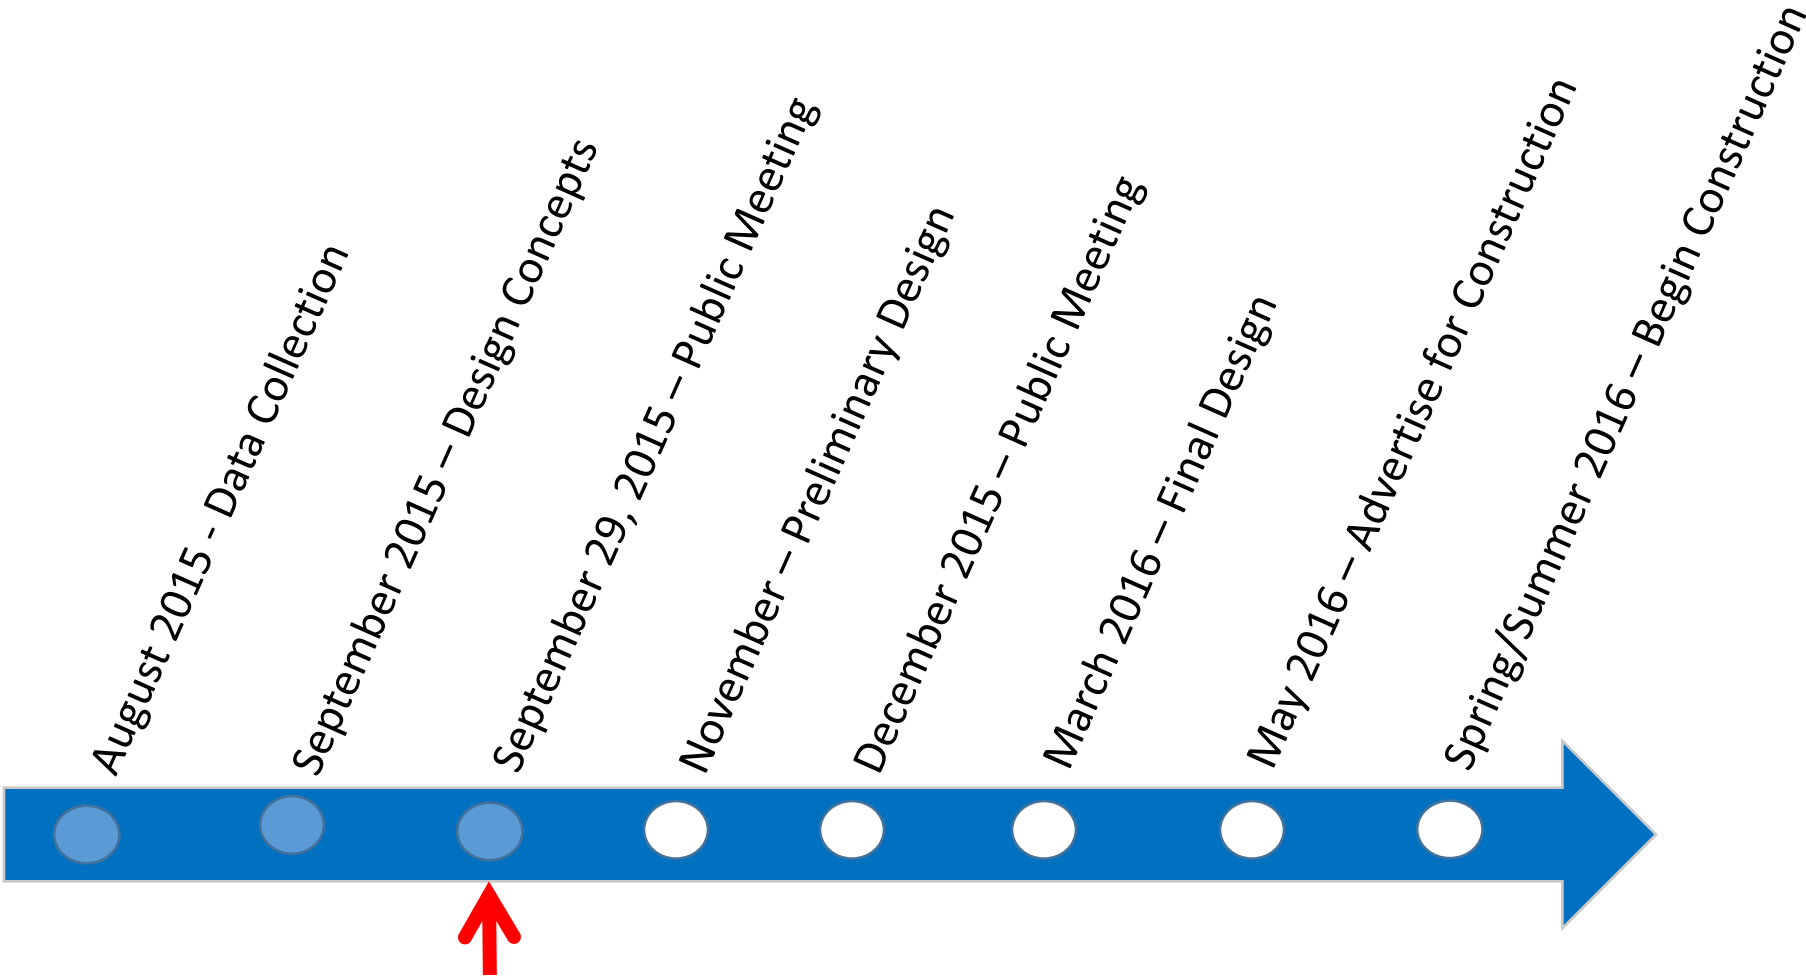 August 2015 - Data Collection
September 2015 – Design Concepts
September 29, 2015 – Public Meeting
November – Preliminary Design
December 2015 – Public Meeting
March 2016 – Final Design
May 2016 – Advertise for Construction
Spring/Summer 2016 – Begin Construction